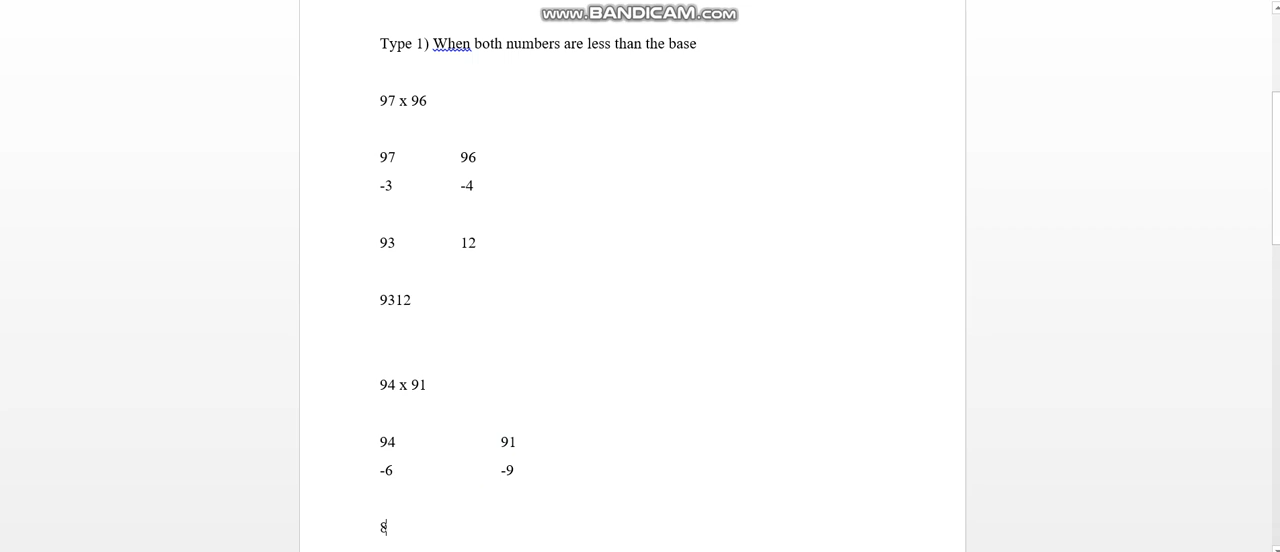 www.BANDICAM.com
Type 1) When both numbers are less than the base
97 x 96
97 96
-3 -4
93 12
9312
94 x 91
94 91
-6 -9
8